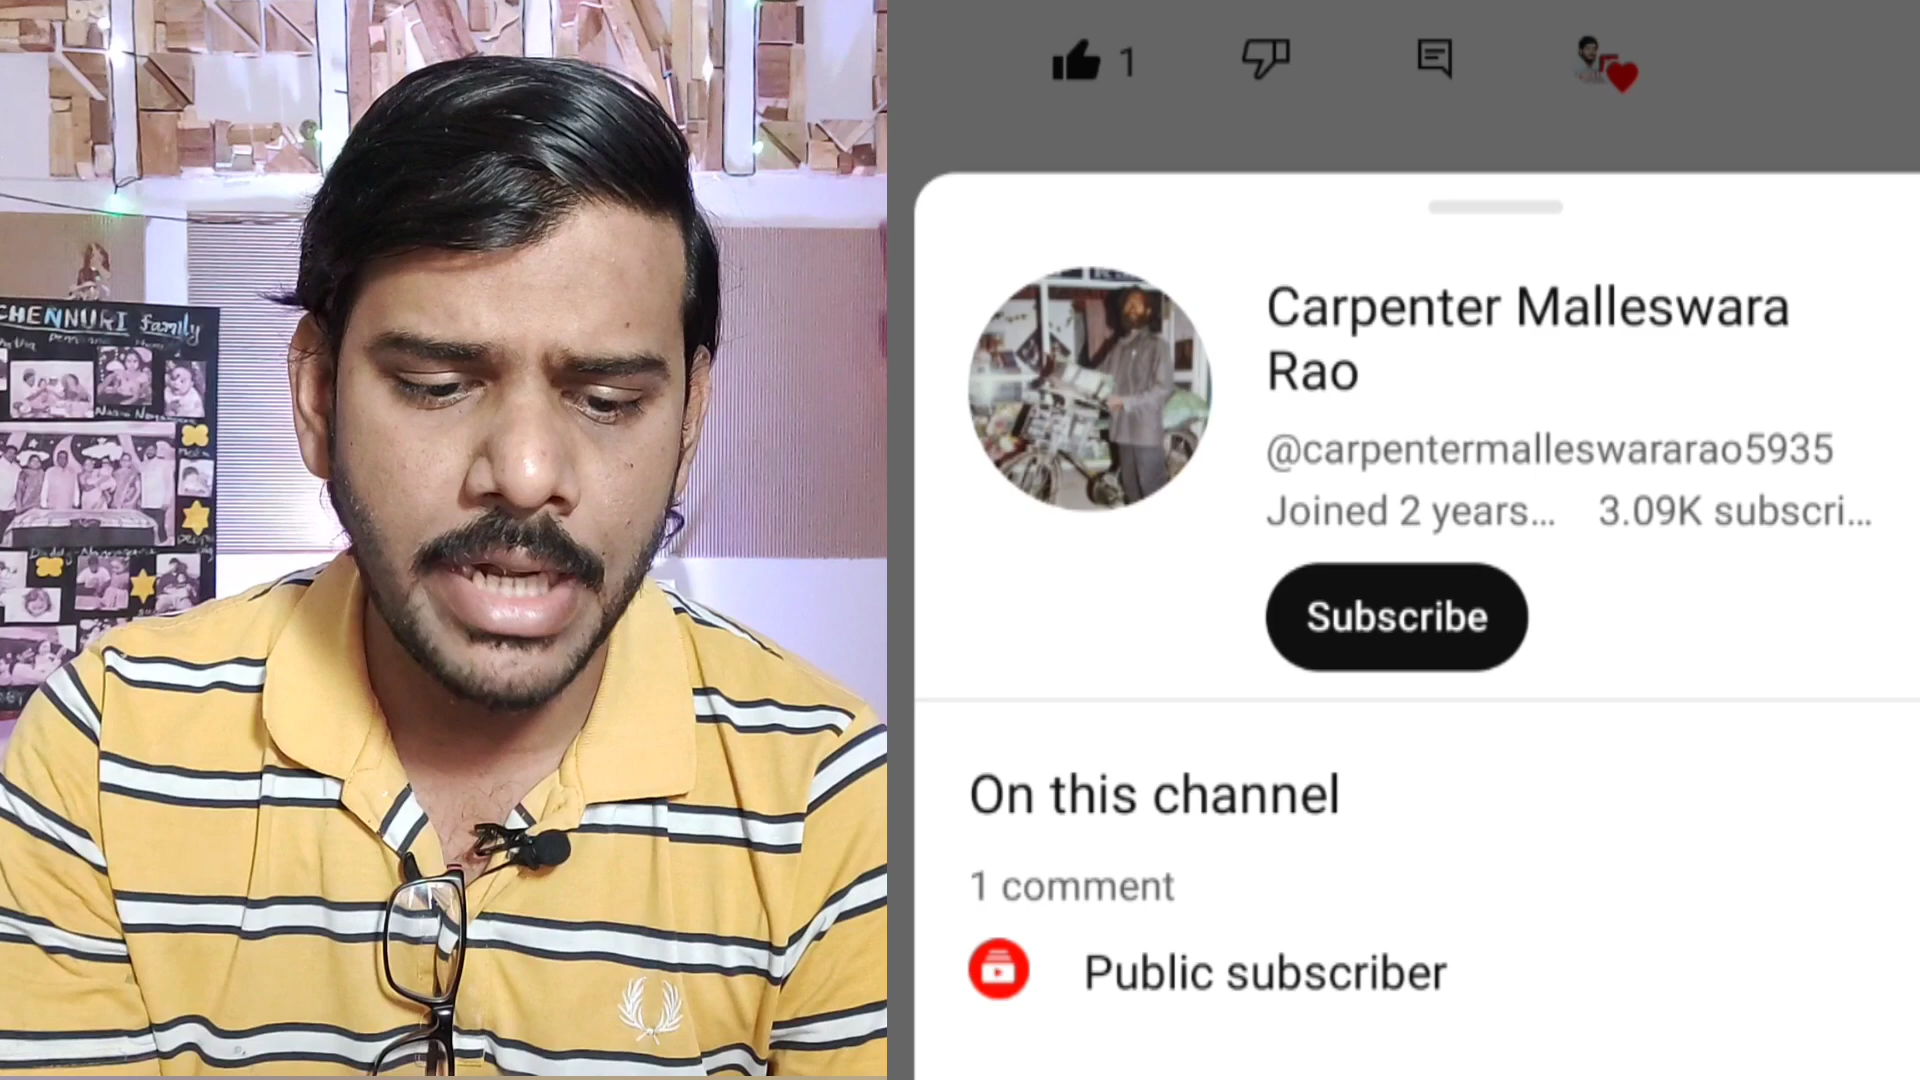 CHENNURI family
1
Carpenter Malleswara
Rao
@carpentermalleswararao5935
Joined 2 years... 3.09K subscri...
Subscribe
On this channel
1 comment
Public subscriber